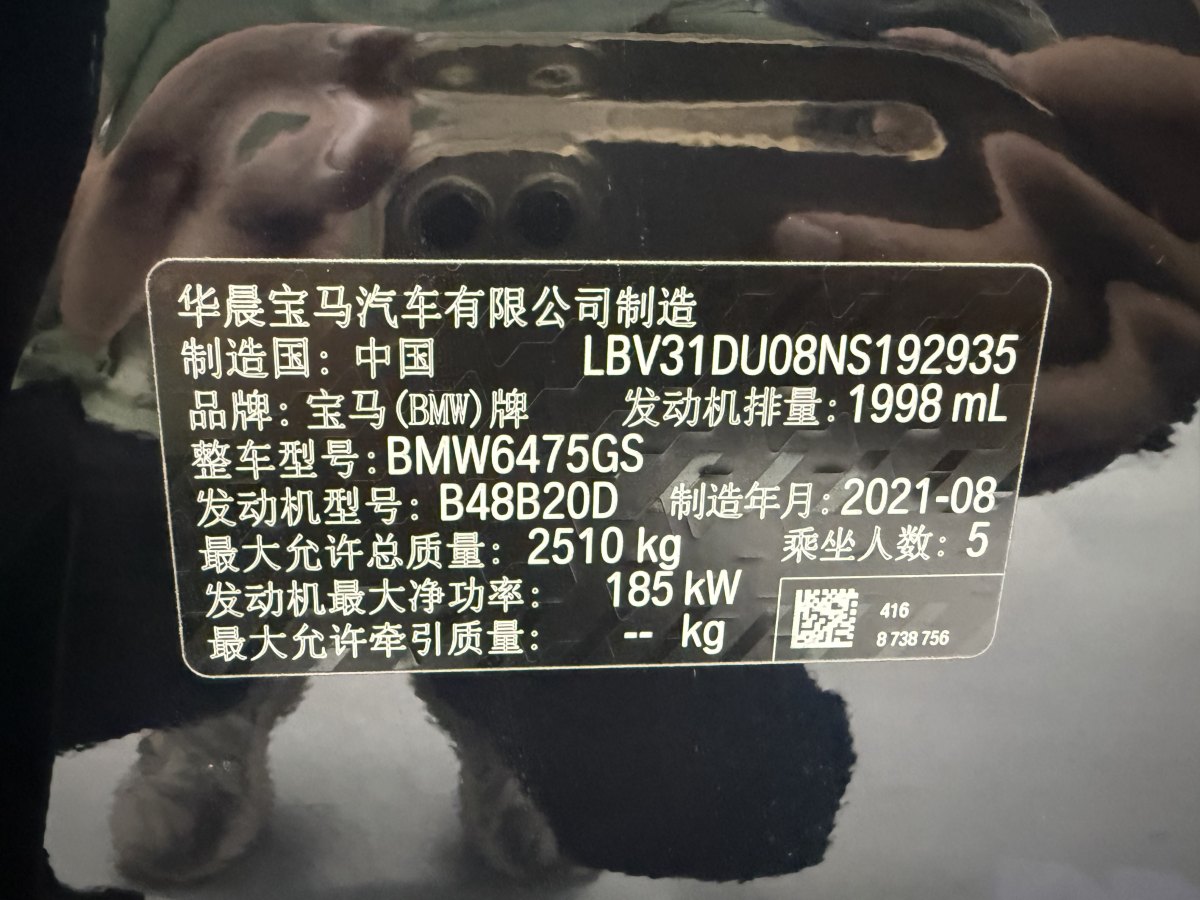 华晨宝马汽车有限公司制造
制造国：中国 LBV31DU08NS192935
品牌：宝马(BMW)牌 发动机排量：1998 mL
整车型号：BMW6475GS
发动机型号：B48B20D 制造年月：2021-08
最大允许总质量：2510 kg 乘坐人数：5
发动机最大净功率：185 kW
最大允许牵引质量：-- kg
416
8 738 756